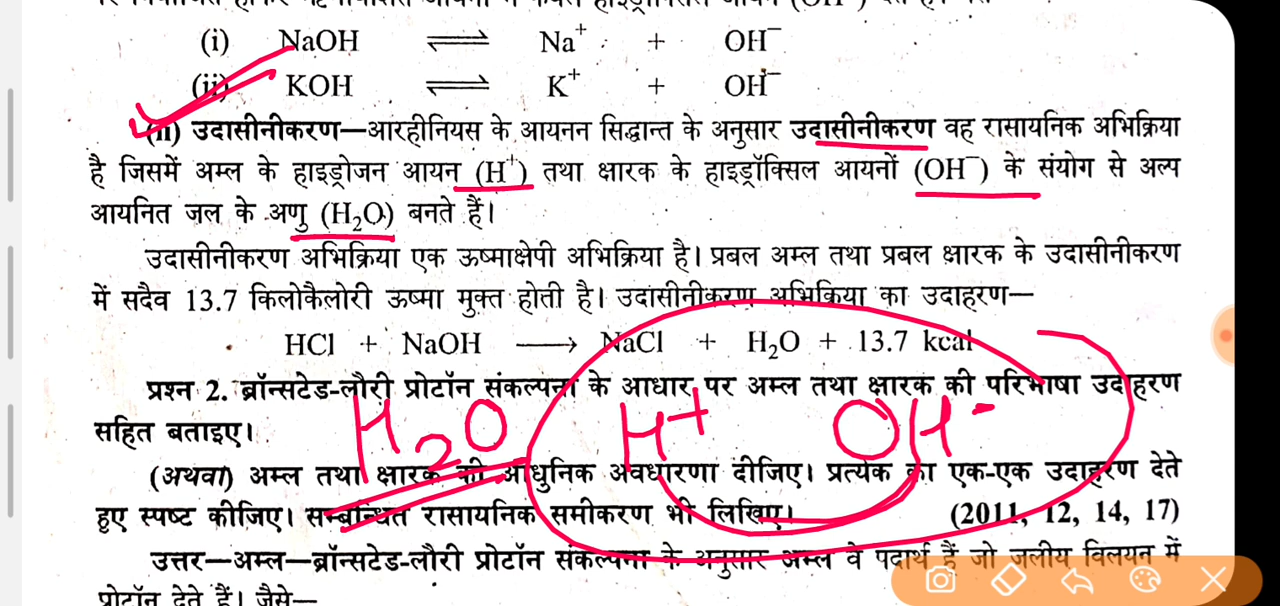 (i) NaOH ⇌ Na⁺ + OH⁻
(ii) KOH ⇌ K⁺ + OH⁻
(iii) उदासीनीकरण—आरहीनियस के आयनन सिद्धान्त के अनुसार उदासीनीकरण वह रासायनिक अभिक्रिया
है जिसमें अम्ल के हाइड्रोजन आयन (H⁺) तथा क्षारक के हाइड्रॉक्सिल आयनों (OH⁻) के संयोग से अल्प
आयनित जल के अणु (H₂O) बनते हैं।
उदासीनीकरण अभिक्रिया एक ऊष्माक्षेपी अभिक्रिया है। प्रबल अम्ल तथा प्रबल क्षारक के उदासीनीकरण
में सदैव 13.7 किलोकैलोरी ऊष्मा मुक्त होती है। उदासीनीकरण अभिक्रिया का उदाहरण—
HCl + NaOH ⟶ NaCl + H₂O + 13.7 kcal
प्रश्न 2. ब्रॉन्सटेड-लौरी प्रोटॉन संकल्पना के आधार पर अम्ल तथा क्षारक की परिभाषा उदाहरण
सहित बताइए।
H₂O H⁺ OH⁻
(अथवा) अम्ल तथा क्षारक की आधुनिक अवधारणा दीजिए। प्रत्येक का एक-एक उदाहरण देते
हुए स्पष्ट कीजिए। सम्बन्धित रासायनिक समीकरण भी लिखिए। (2011, 12, 14, 17)
उत्तर—अम्ल—ब्रॉन्सटेड-लौरी प्रोटॉन संकल्पना के अनुसार अम्ल वे पदार्थ हैं जो जलीय विलयन में
प्रोटॉन देते हैं। जैसे—